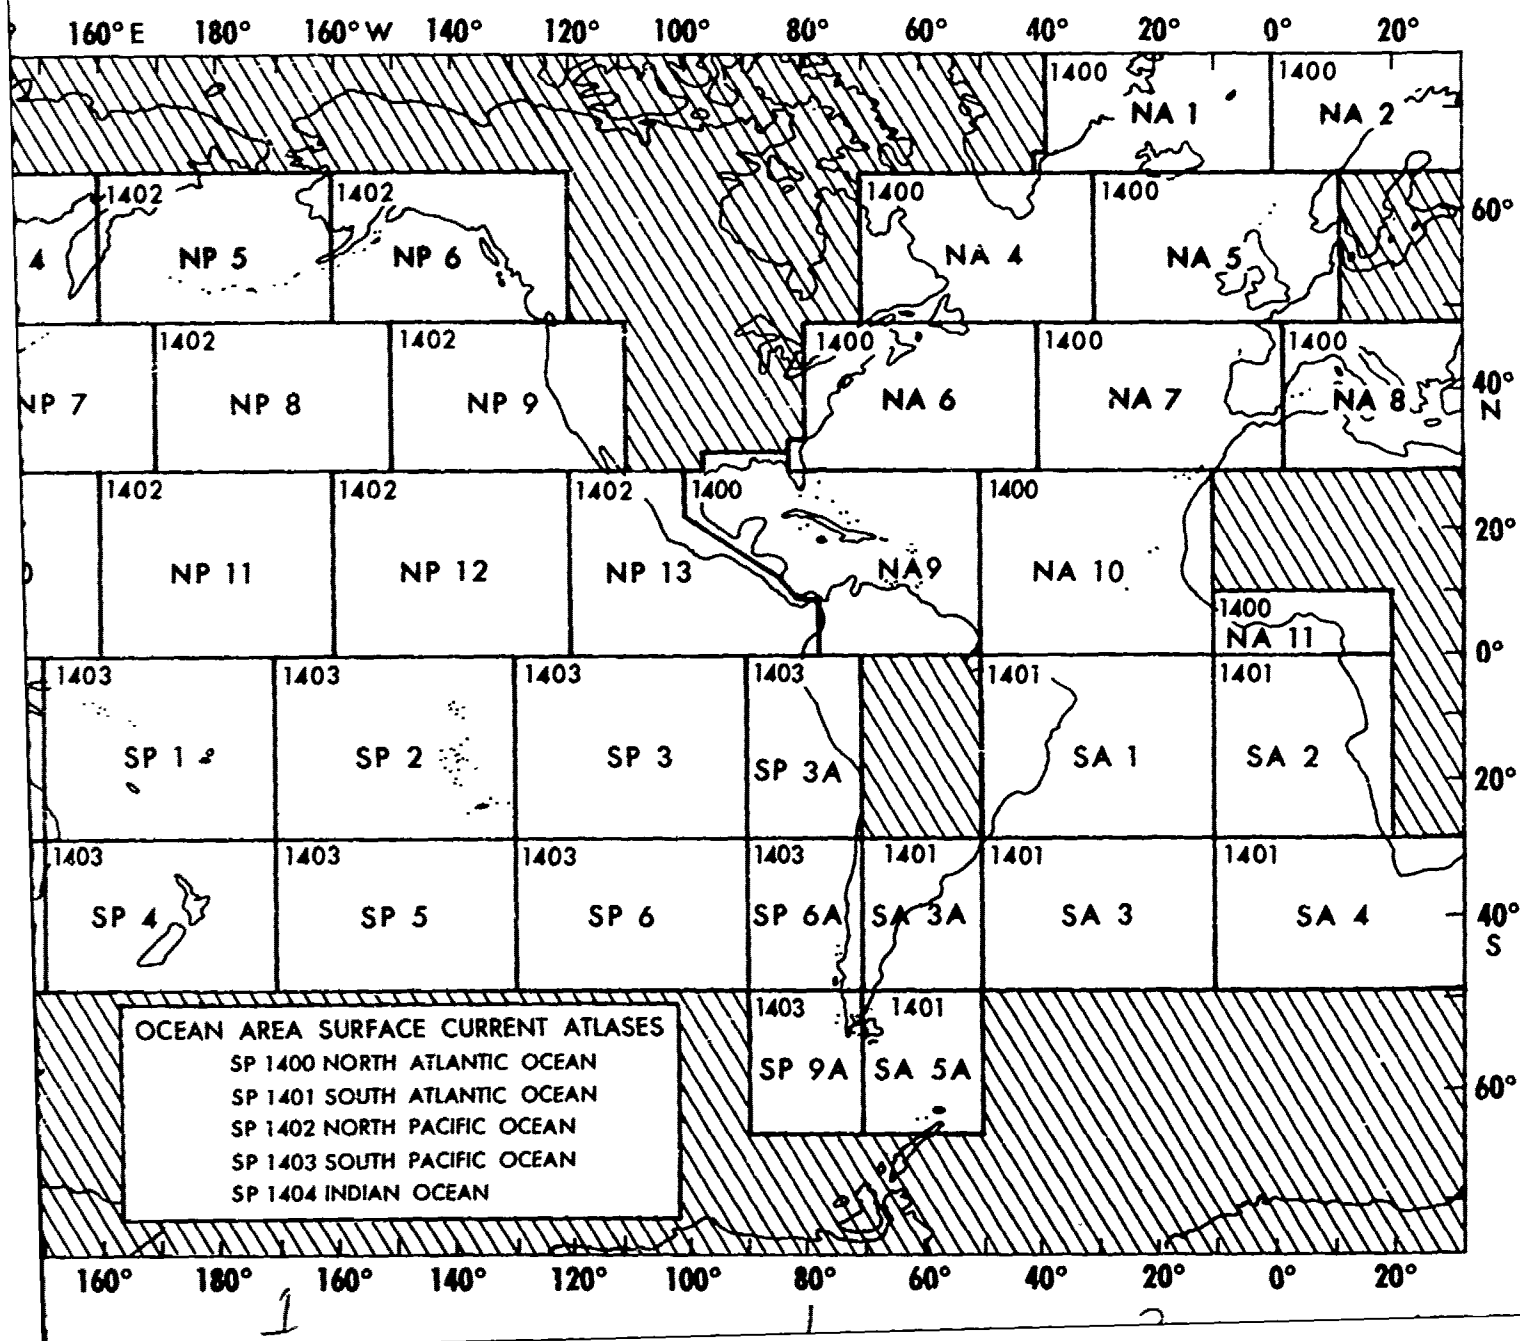 160° E 180° 160° W 140° 120° 100° 80° 60° 40° 20° 0° 20°
1400 1400
NA 1 NA 2
1402 1402 1400 1400
60°
4 NP 5 NP 6 NA 4 NA 5
1402 1402 1400 1400 1400
NP 7 NP 8 NP 9 NA 6 NA 7 NA 8
40°
N
1402 1402 1402 1400 1400
20°
NP 11 NP 12 NP 13 NA9 NA 10
1400
NA 11
0°
1403 1403 1403 1403 1401 1401
SP 1 SP 2 SP 3 SP 3A SA 1 SA 2
20°
1403 1403 1403 1403 1401 1401 1401
SP 4 SP 5 SP 6 SP 6A SA 3A SA 3 SA 4
40°
S
1403 1401
SP 9A SA 5A
60°
OCEAN AREA SURFACE CURRENT ATLASES
SP 1400 NORTH ATLANTIC OCEAN
SP 1401 SOUTH ATLANTIC OCEAN
SP 1402 NORTH PACIFIC OCEAN
SP 1403 SOUTH PACIFIC OCEAN
SP 1404 INDIAN OCEAN
160° 180° 160° 140° 120° 100° 80° 60° 40° 20° 0° 20°
1